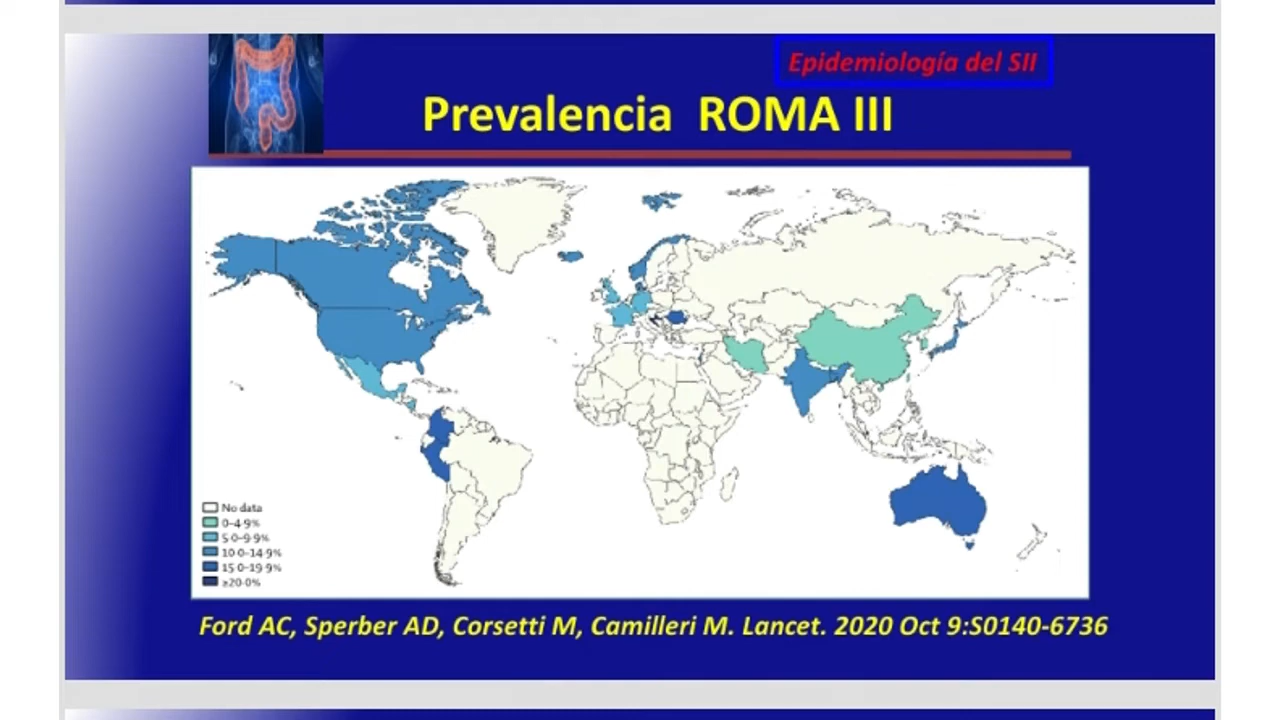 Epidemiología del SII
Prevalencia ROMA III
No data
0–4·9%
5·0–9·9%
10·0–14·9%
15·0–19·9%
≥20·0%
Ford AC, Sperber AD, Corsetti M, Camilleri M. Lancet. 2020 Oct 9:S0140-6736